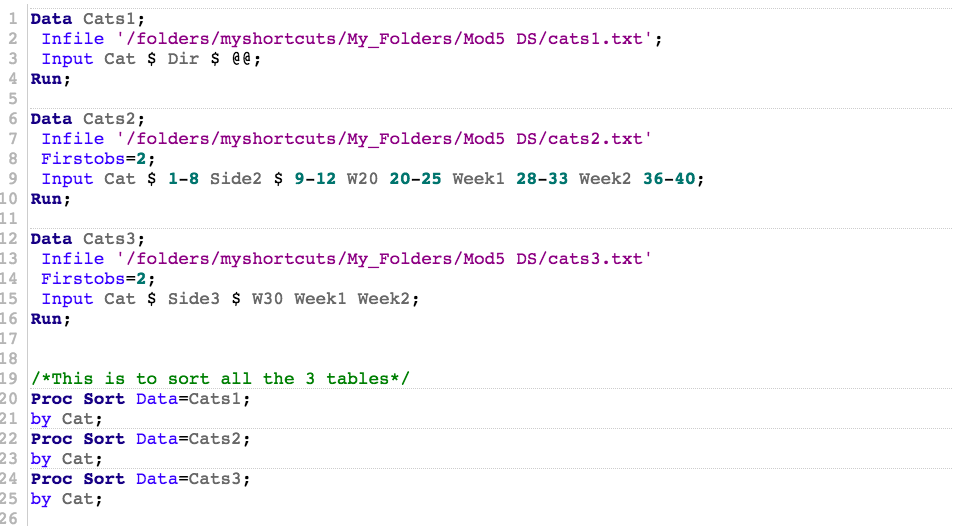 1 Data Cats1;
2 Infile '/folders/myshortcuts/My_Folders/Mod5 DS/cats1.txt';
3 Input Cat $ Dir $ @@;
4 Run;
5
6 Data Cats2;
7 Infile '/folders/myshortcuts/My_Folders/Mod5 DS/cats2.txt'
8 Firstobs=2;
9 Input Cat $ 1-8 Side2 $ 9-12 W20 20-25 Week1 28-33 Week2 36-40;
10 Run;
11
12 Data Cats3;
13 Infile '/folders/myshortcuts/My_Folders/Mod5 DS/cats3.txt'
14 Firstobs=2;
15 Input Cat $ Side3 $ W30 Week1 Week2;
16 Run;
17
18
19 /*This is to sort all the 3 tables*/
20 Proc Sort Data=Cats1;
21 by Cat;
22 Proc Sort Data=Cats2;
23 by Cat;
24 Proc Sort Data=Cats3;
25 by Cat;
26